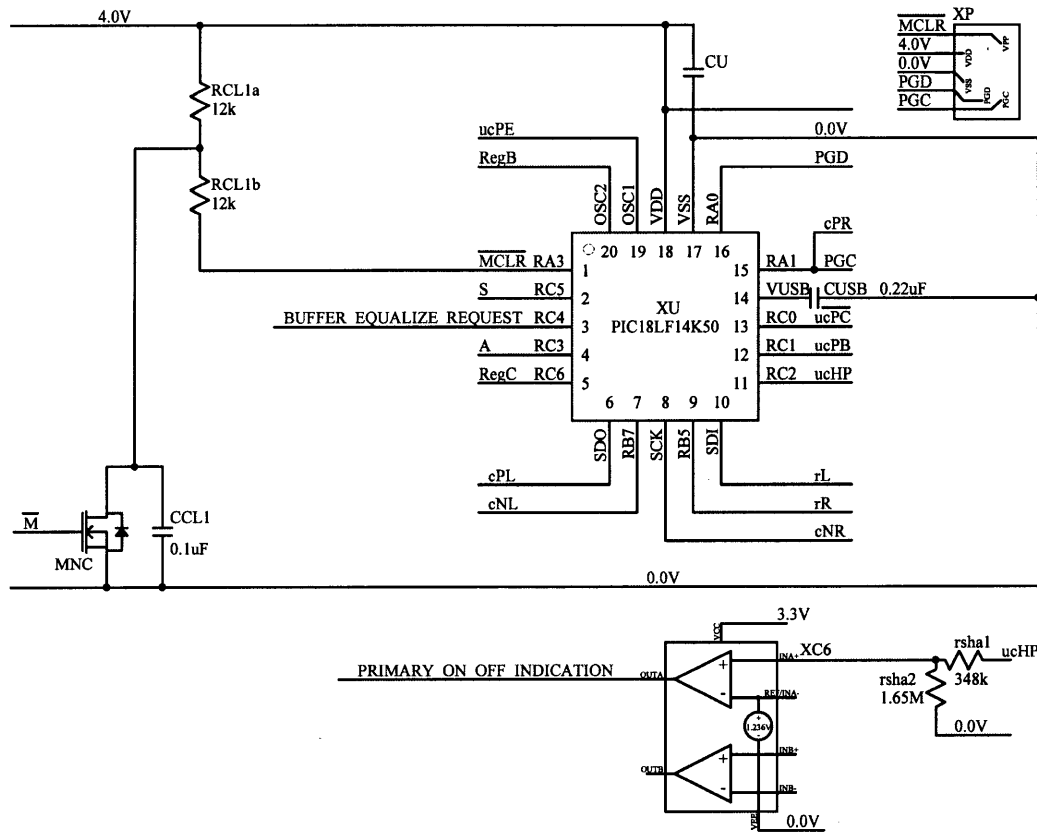 4.0V
XP
MCLR
4.0V
0.0V
PGD
PGC
VPP
VDD
VSS
PGD
PGC
RCL1a
12k
RCL1b
12k
CU
0.0V
ucPE
RegB
PGD
OSC2
OSC1
VDD
VSS
RA0
20 19 18 17 16
cPR
MCLR RA3 1
15 RA1 PGC
S RC5 2
14 VUSB CUSB 0.22uF
XU
PIC18LF14K50
BUFFER EQUALIZE REQUEST RC4 3
13 RC0 ucPC
A RC3 4
12 RC1 ucPB
RegC RC6 5
11 RC2 ucHP
6 7 8 9 10
SDO
RB7
SCK
RB5
SDI
cPL
rL
cNL
rR
cNR
M
MNC
CCL1
0.1uF
0.0V
3.3V
VCC
PRIMARY ON OFF INDICATION
OUTA
+
-
INA+
XC6
REF/INA-
rsha1
348k
ucHP
rsha2
1.65M
0.0V
+
1.236V
-
OUTB
+
-
INB+
INB-
VEE
0.0V